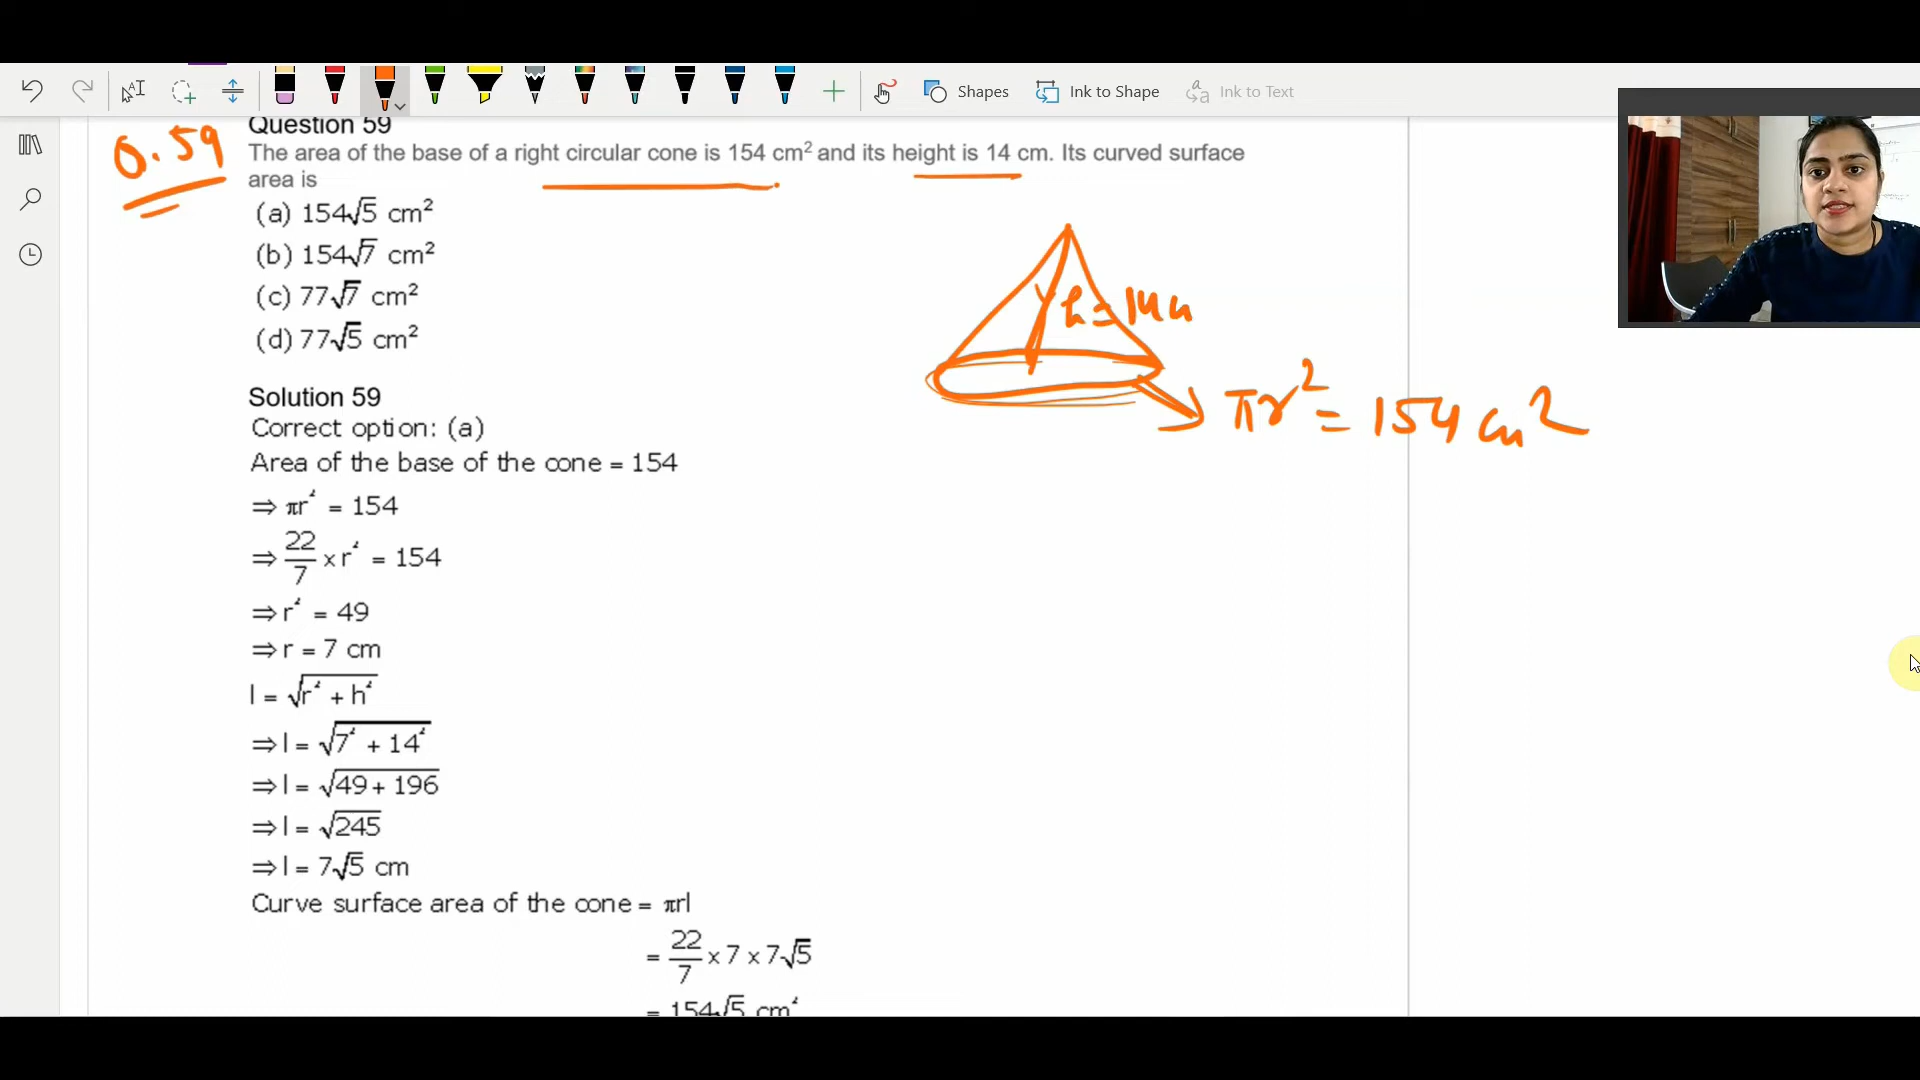 Shapes
Ink to Shape
Ink to Text
Q.59
Question 59
The area of the base of a right circular cone is 154 cm² and its height is 14 cm. Its curved surface
area is
(a) 154√5 cm²
(b) 154√7 cm²
(c) 77√7 cm²
(d) 77√5 cm²
h=14cm
πr² = 154 cm²
Solution 59
Correct option: (a)
Area of the base of the cone = 154
⇒ πr² = 154
⇒ 22/7 × r² = 154
⇒ r² = 49
⇒ r = 7 cm
l = √r² + h²
⇒ l = √7² + 14²
⇒ l = √49 + 196
⇒ l = √245
⇒ l = 7√5 cm
Curve surface area of the cone = πrl
= 22/7 × 7 × 7√5
= 154√5 cm²